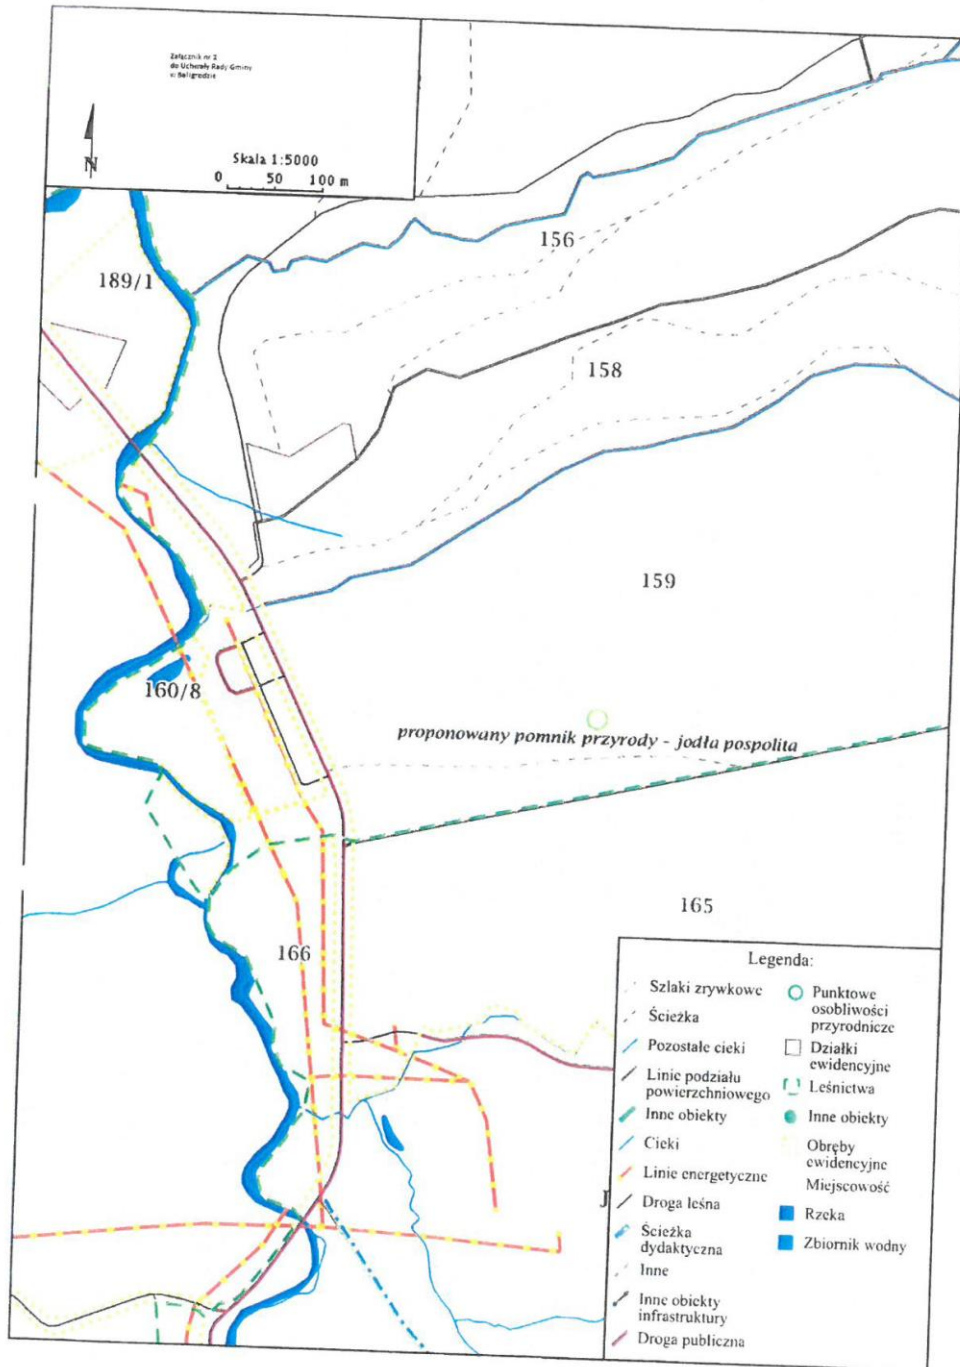 Załącznik nr 2
do Uchwały Rady Gminy
w Baligrodzie
N
Skala 1:5000
0 50 100 m
156
189/1
158
159
160/8
proponowany pomnik przyrody - jodła pospolita
165
166
J
Legenda:
Szlaki zrywkowe
Ścieżka
Pozostałe cieki
Linie podziału
powierzchniowego
Inne obiekty
Cieki
Linie energetyczne
Droga leśna
Ścieżka
dydaktyczna
Inne
Inne obiekty
infrastruktury
Droga publiczna
Punktowe
osobliwości
przyrodnicze
Działki
ewidencyjne
Leśnictwa
Inne obiekty
Obręby
ewidencyjne
Miejscowość
Rzeka
Zbiornik wodny